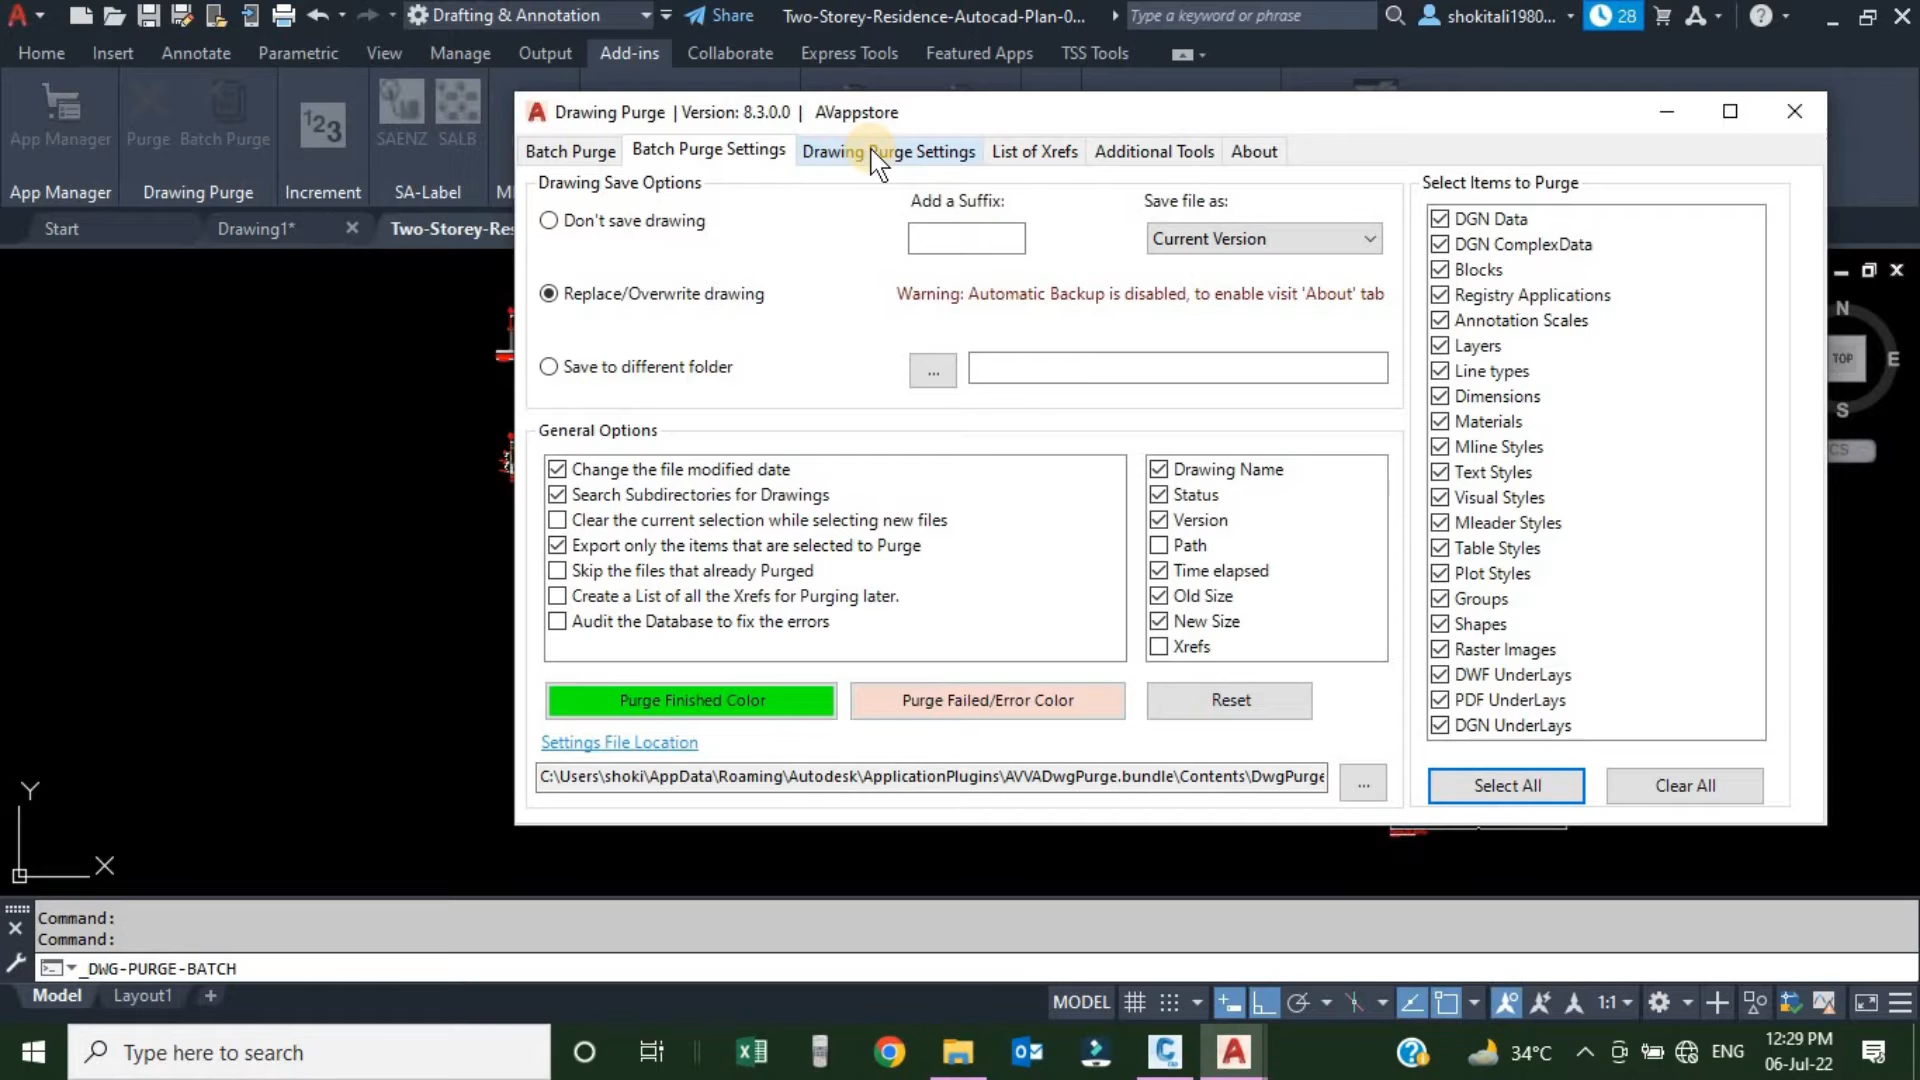 Drafting & Annotation
Share
Two-Storey-Residence-Autocad-Plan-0...
Type a keyword or phrase
shokitali1980...
28
Home
Insert
Annotate
Parametric
View
Manage
Output
Add-ins
Collaborate
Express Tools
Featured Apps
TSS Tools
App Manager
Purge
Batch Purge
123
SAENZ
SALB
App Manager
Drawing Purge
Increment
SA-Label
Start
Drawing1*
Two-Storey-Res
Drawing Purge | Version: 8.3.0.0 | AVappstore
Batch Purge
Batch Purge Settings
Drawing Purge Settings
List of Xrefs
Additional Tools
About
Drawing Save Options
Don't save drawing
Add a Suffix:
Save file as:
Current Version
Replace/Overwrite drawing
Warning: Automatic Backup is disabled, to enable visit 'About' tab
Save to different folder
...
General Options
Change the file modified date
Search Subdirectories for Drawings
Clear the current selection while selecting new files
Export only the items that are selected to Purge
Skip the files that already Purged
Create a List of all the Xrefs for Purging later.
Audit the Database to fix the errors
Drawing Name
Status
Version
Path
Time elapsed
Old Size
New Size
Xrefs
Purge Finished Color
Purge Failed/Error Color
Reset
Settings File Location
C:\Users\shoki\AppData\Roaming\Autodesk\ApplicationPlugins\AVVADwgPurge.bundle\Contents\DwgPurge
...
Select Items to Purge
DGN Data
DGN ComplexData
Blocks
Registry Applications
Annotation Scales
Layers
Line types
Dimensions
Materials
Mline Styles
Text Styles
Visual Styles
Mleader Styles
Table Styles
Plot Styles
Groups
Shapes
Raster Images
DWF UnderLays
PDF UnderLays
DGN UnderLays
Select All
Clear All
N
TOP
E
S
Y
X
Command:
Command:
_DWG-PURGE-BATCH
Model
Layout1
MODEL
1:1
Type here to search
34°C
ENG
12:29 PM
06-Jul-22